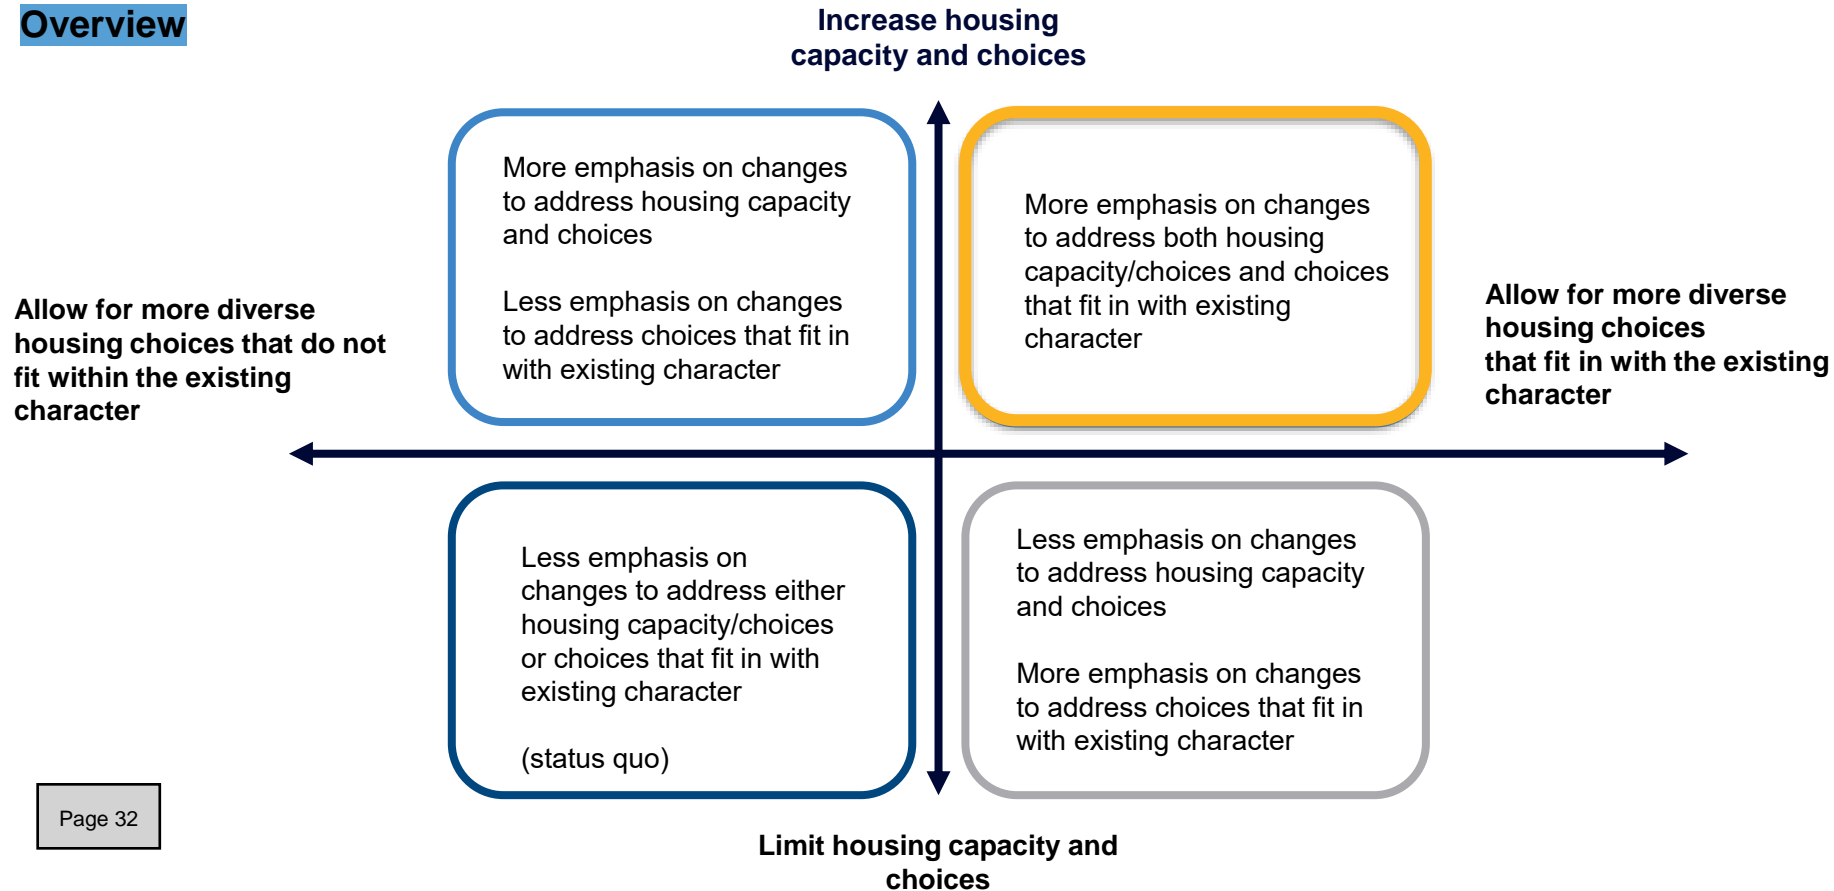 Overview
Increase housing
capacity and choices
More emphasis on changes
to address housing capacity
and choices
Less emphasis on changes
to address choices that fit in
with existing character
More emphasis on changes
to address both housing
capacity/choices and choices
that fit in with existing
character
Allow for more diverse
housing choices that do not
fit within the existing
character
Allow for more diverse
housing choices
that fit in with the existing
character
Less emphasis on
changes to address either
housing capacity/choices
or choices that fit in with
existing character
(status quo)
Less emphasis on changes
to address housing capacity
and choices
More emphasis on changes
to address choices that fit in
with existing character
Page 32
Limit housing capacity and
choices